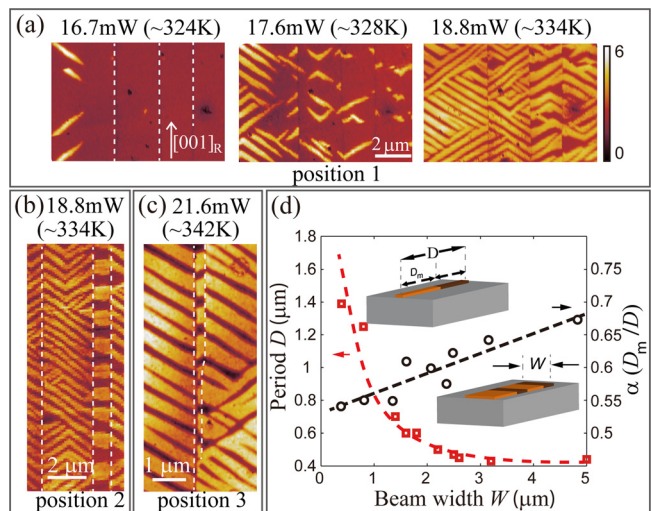 (a)
16.7mW (~324K)
17.6mW (~328K)
18.8mW (~334K)
6
0
[001]R
2 μm
position 1
(b)
18.8mW
(~334K)
2 μm
position 2
(c)
21.6mW
(~342K)
1 μm
position 3
(d)
Period D (μm)
1.8
1.6
1.4
1.2
1.0
0.8
0.6
0.4
D
Dm
W
0.75
0.7
0.65
0.6
0.55
0.5
0.45
α (Dm/D)
0 1 2 3 4 5
Beam width W (μm)